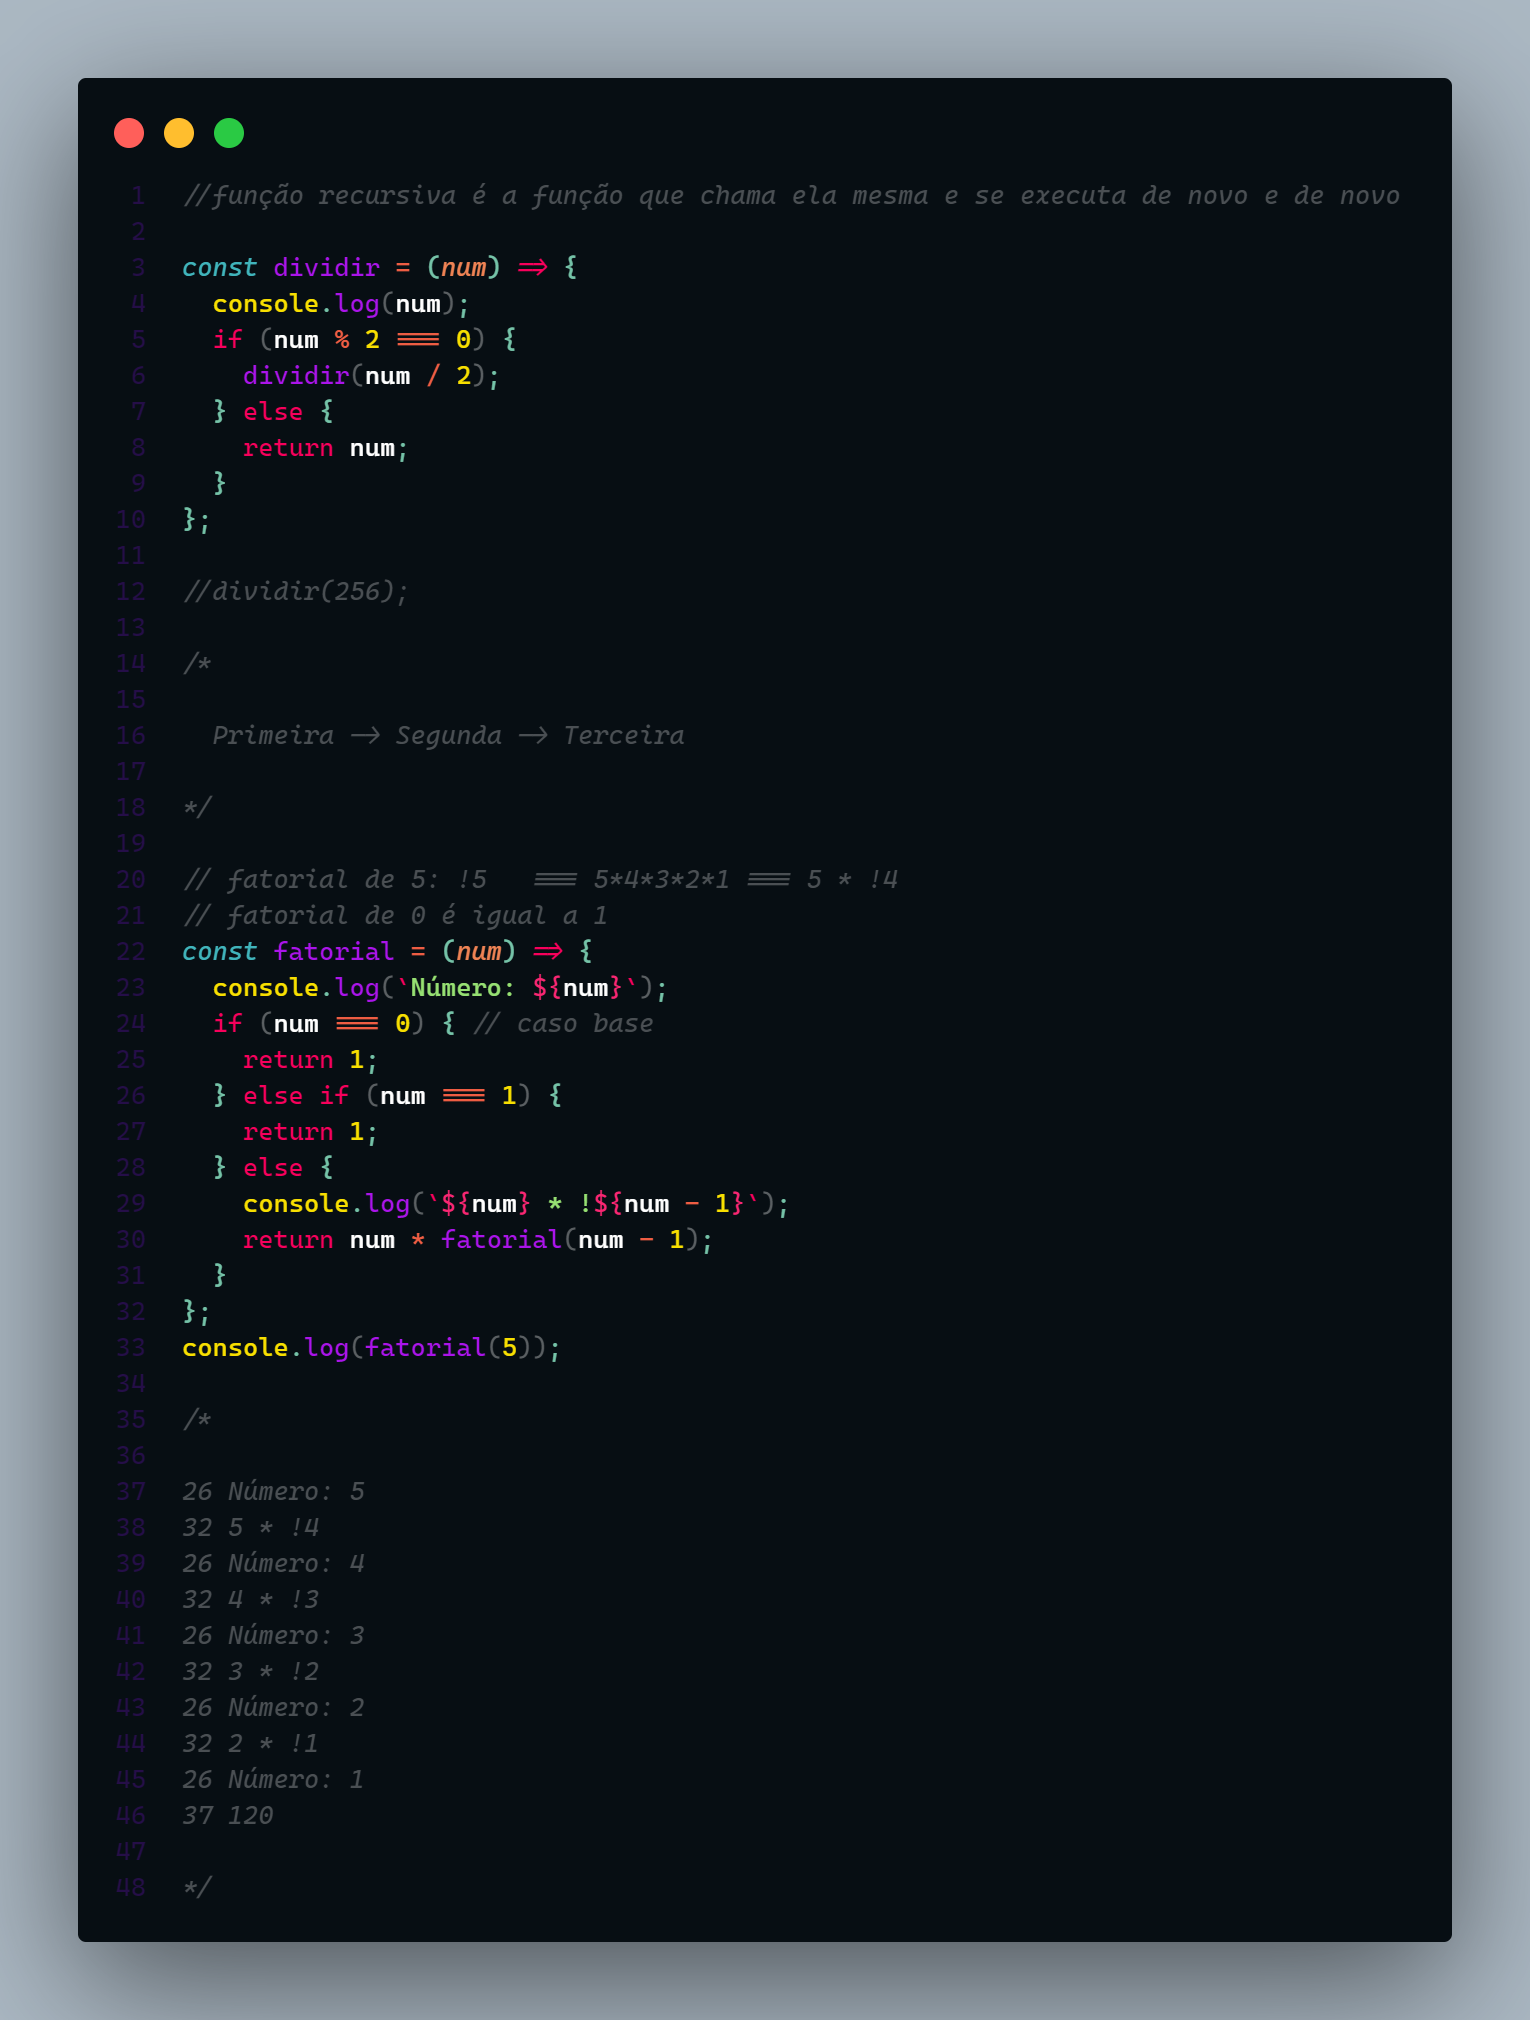 1 //função recursiva é a função que chama ela mesma e se executa de novo e de novo
2
3 const dividir = (num) => {
4   console.log(num);
5   if (num % 2 === 0) {
6     dividir(num / 2);
7   } else {
8     return num;
9   }
10 };
11
12 //dividir(256);
13
14 /*
15
16   Primeira -> Segunda -> Terceira
17
18 */
19
20 // fatorial de 5: !5   === 5*4*3*2*1 === 5 * !4
21 // fatorial de 0 é igual a 1
22 const fatorial = (num) => {
23   console.log(`Número: ${num}`);
24   if (num === 0) { // caso base
25     return 1;
26   } else if (num === 1) {
27     return 1;
28   } else {
29     console.log(`${num} * !${num - 1}`);
30     return num * fatorial(num - 1);
31   }
32 };
33 console.log(fatorial(5));
34
35 /*
36
37 26 Número: 5
38 32 5 * !4
39 26 Número: 4
40 32 4 * !3
41 26 Número: 3
42 32 3 * !2
43 26 Número: 2
44 32 2 * !1
45 26 Número: 1
46 37 120
47
48 */